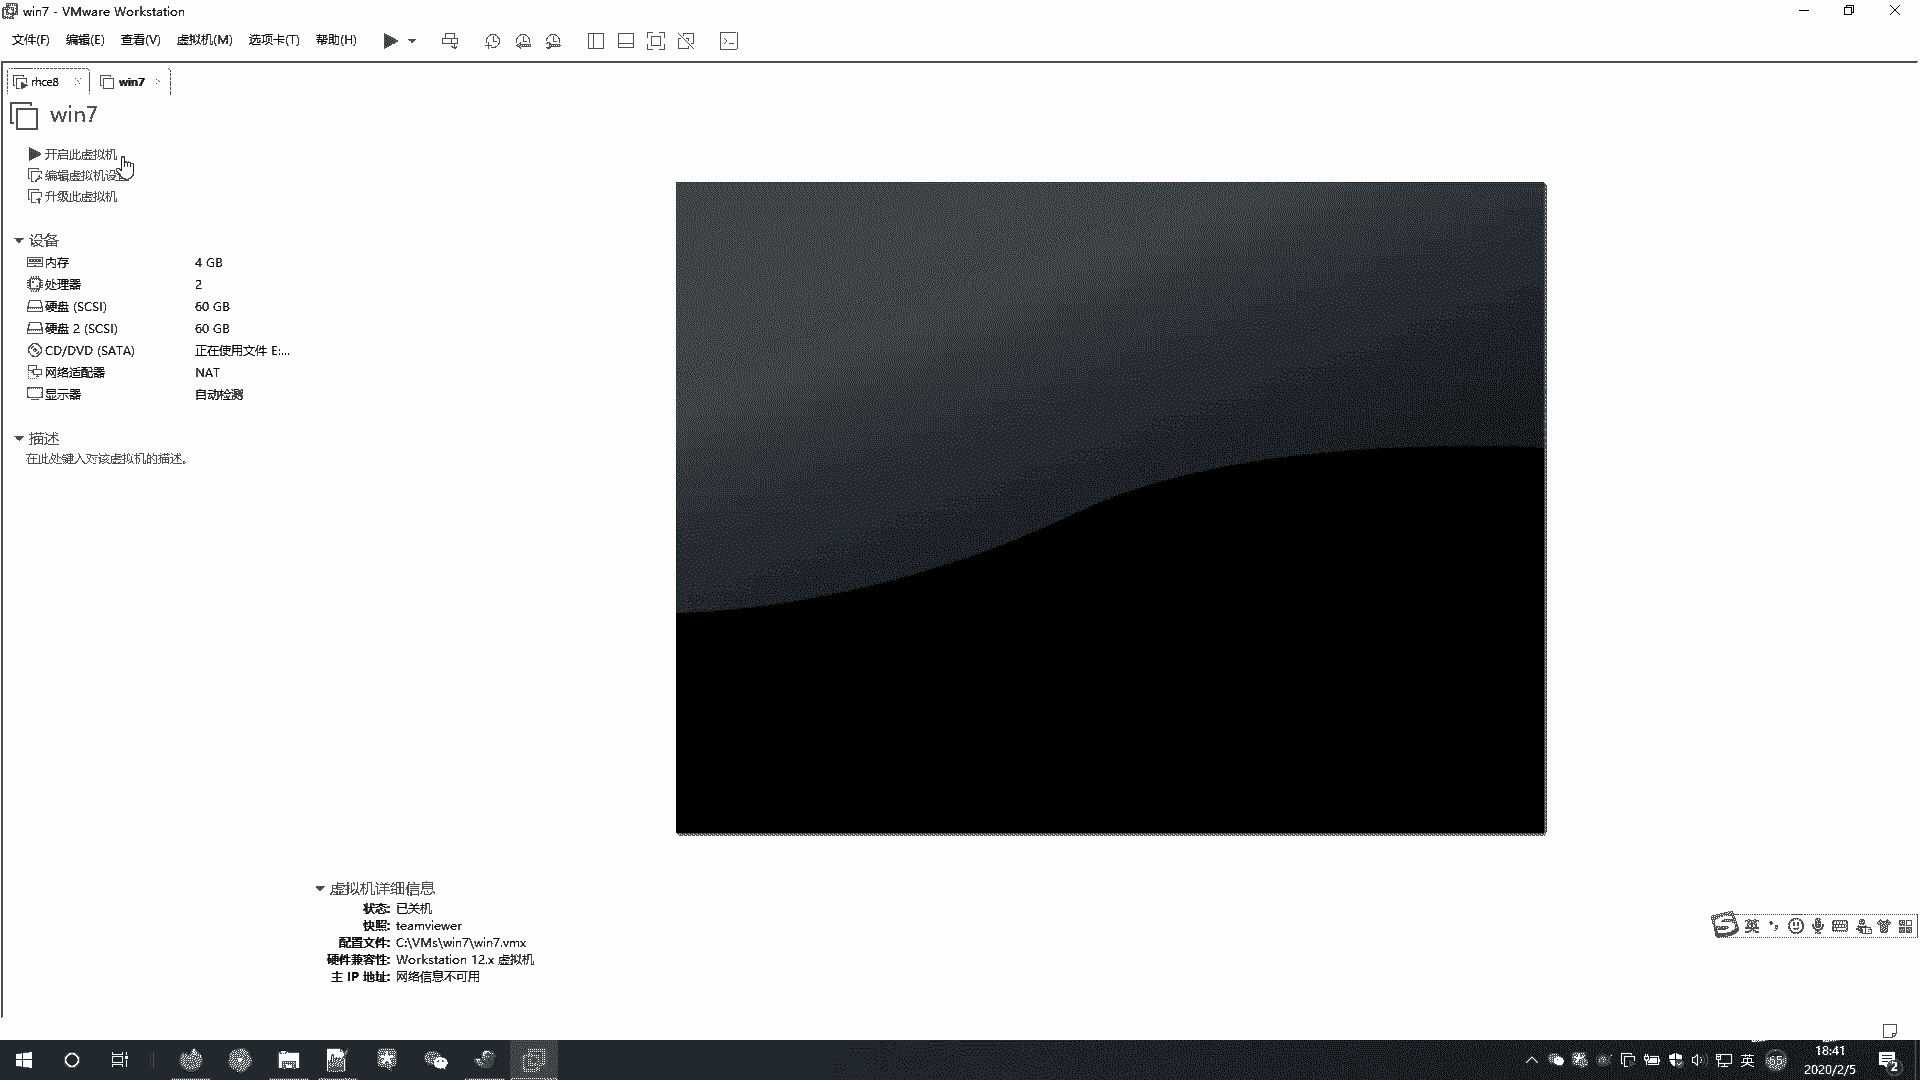 win7 - VMware Workstation
文件(F) 编辑(E) 查看(V) 虚拟机(M) 选项卡(T) 帮助(H)
rhce8 win7
win7
开启此虚拟机
编辑虚拟机设
升级此虚拟机
设备
内存 4 GB
处理器 2
硬盘 (SCSI) 60 GB
硬盘 2 (SCSI) 60 GB
CD/DVD (SATA) 正在使用文件 E:...
网络适配器 NAT
显示器 自动检测
描述
在此处键入对该虚拟机的描述。
虚拟机详细信息
状态: 已关机
快照: teamviewer
配置文件: C:\VMs\win7\win7.vmx
硬件兼容性: Workstation 12.x 虚拟机
主 IP 地址: 网络信息不可用
英
英 65 18:41
2020/2/5 2